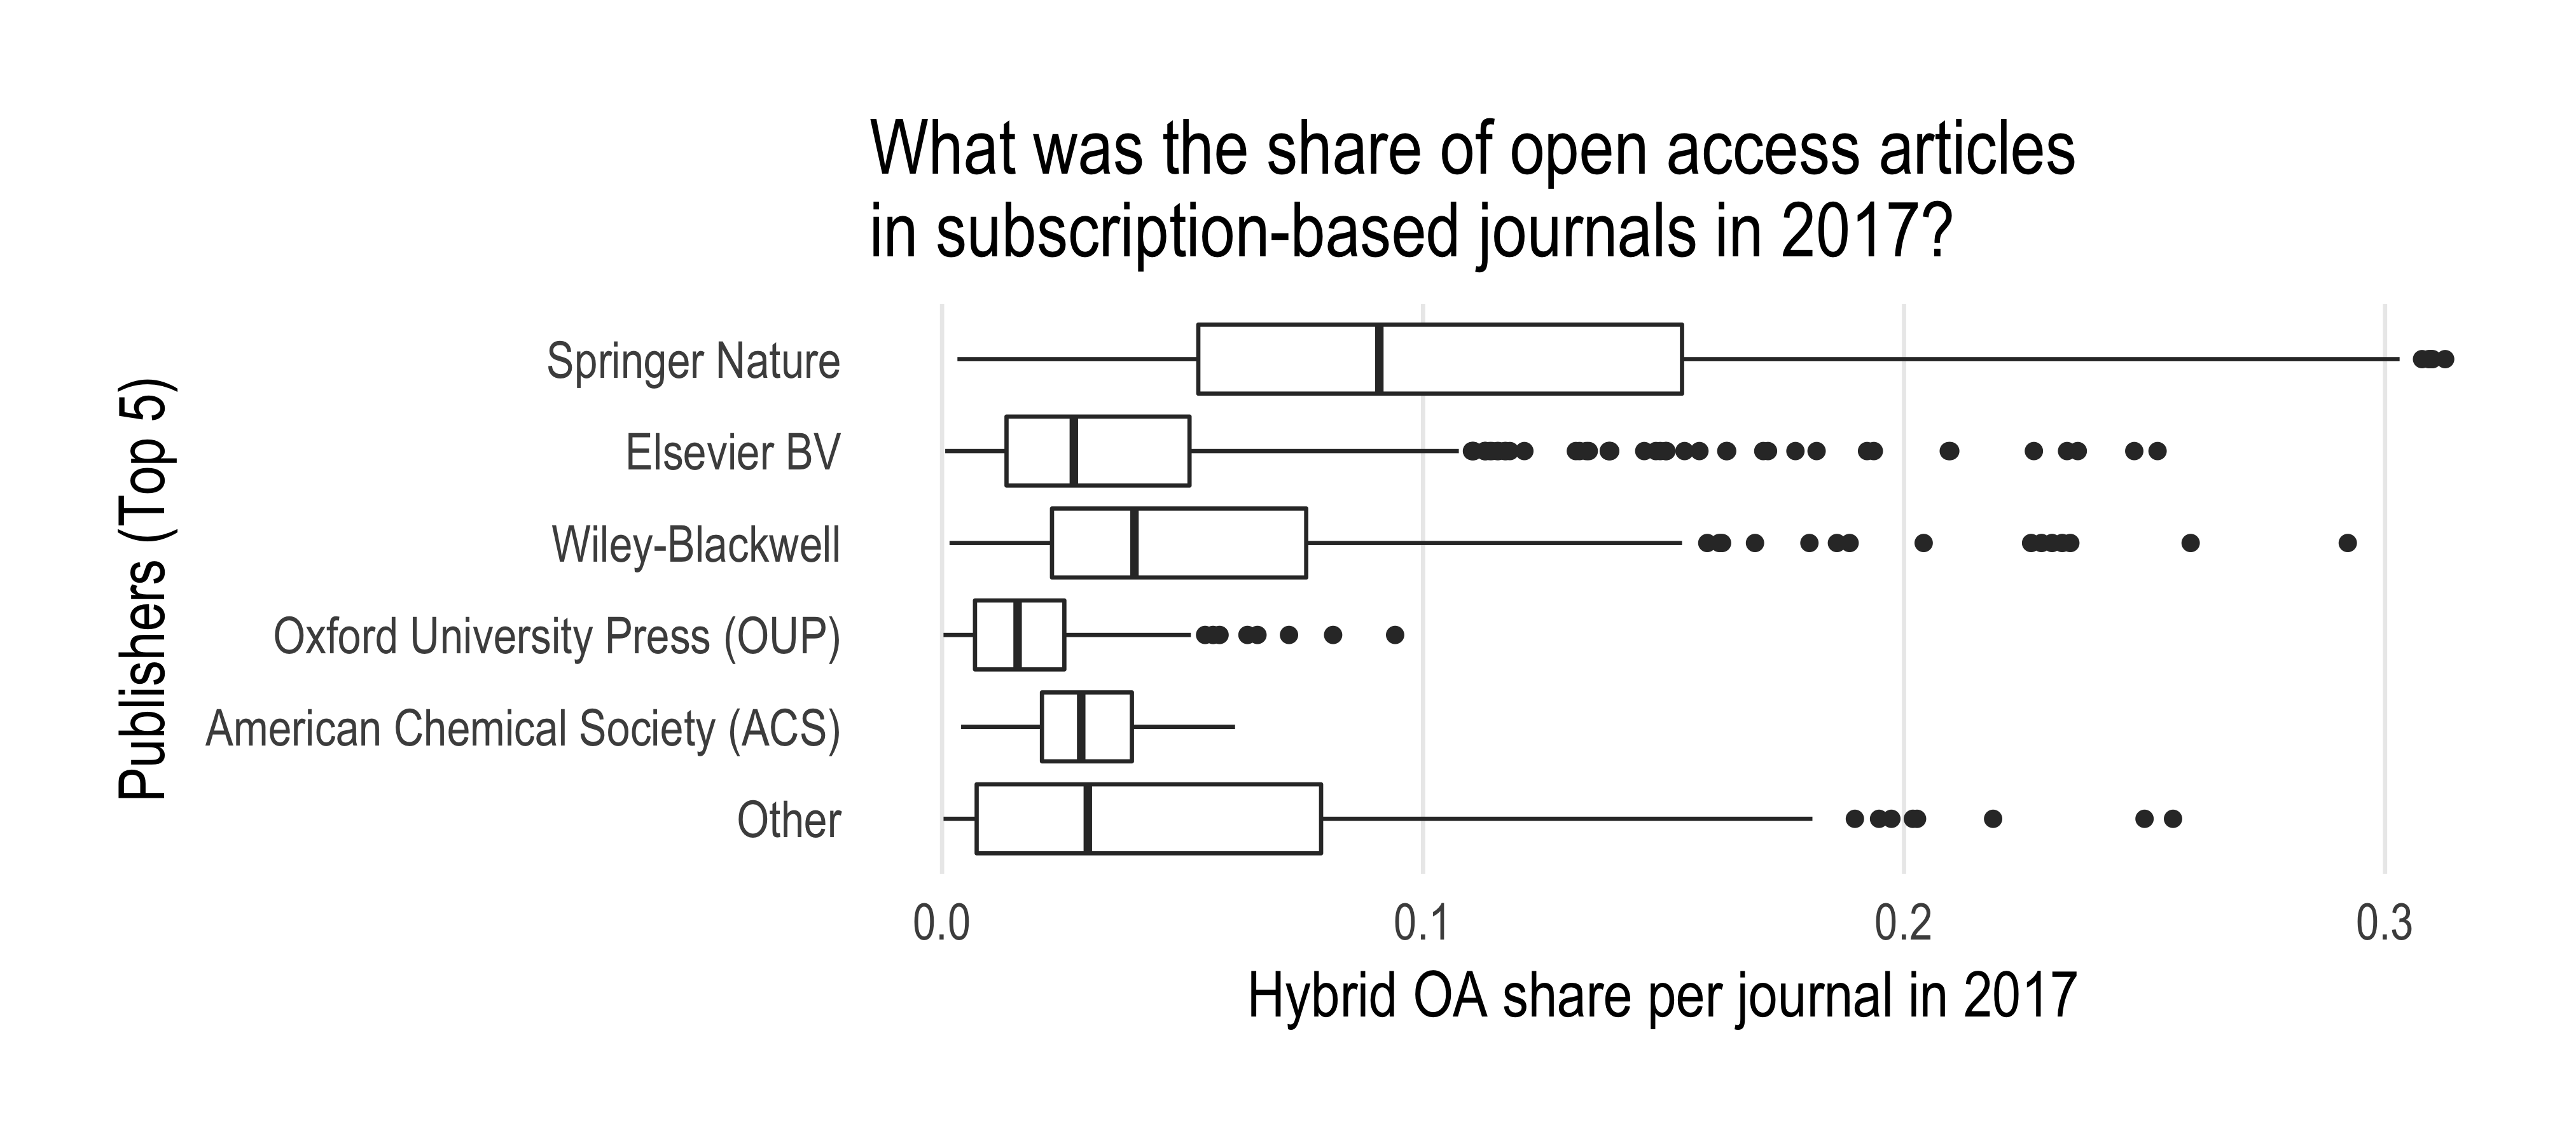 What was the share of open access articles
in subscription-based journals in 2017?
Publishers (Top 5)
Springer Nature
Elsevier BV
Wiley-Blackwell
Oxford University Press (OUP)
American Chemical Society (ACS)
Other
0.0 0.1 0.2 0.3
Hybrid OA share per journal in 2017